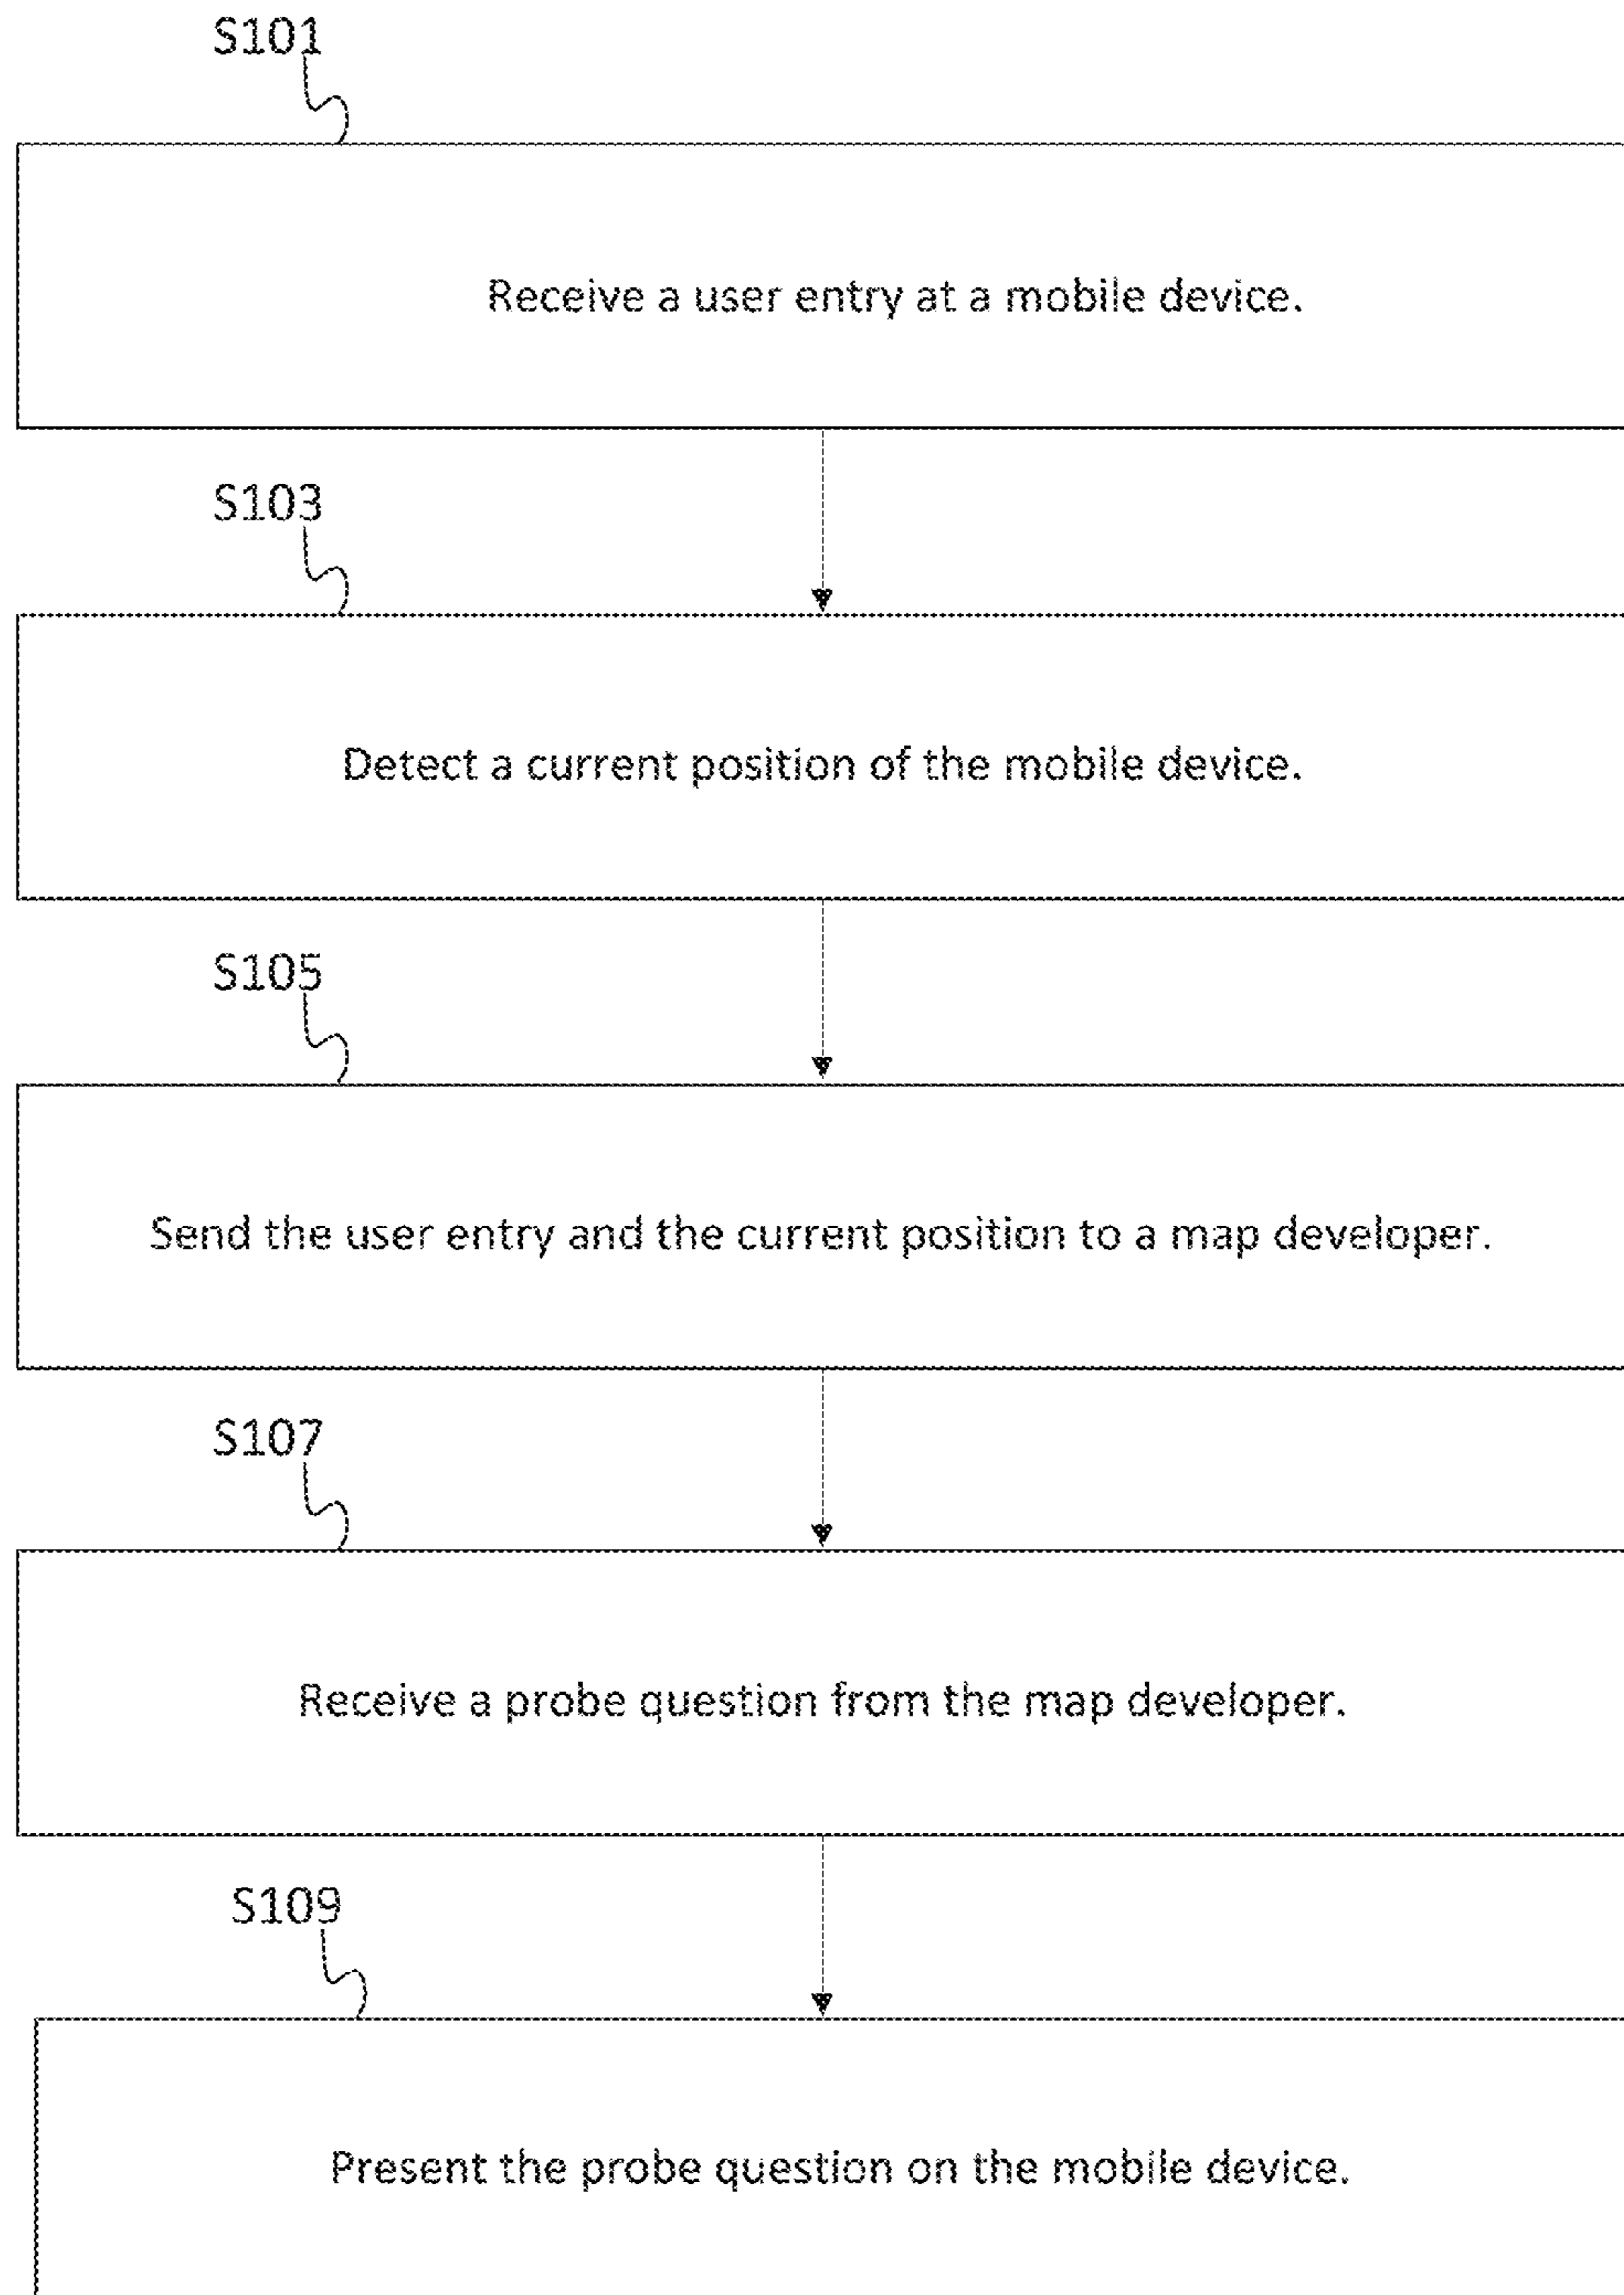 S101
Receive a user entry at a mobile device.
S103
Detect a current position of the mobile device.
S105
Send the user entry and the current position to a map developer.
S107
Receive a probe question from the map developer.
S109
Present the probe question on the mobile device.